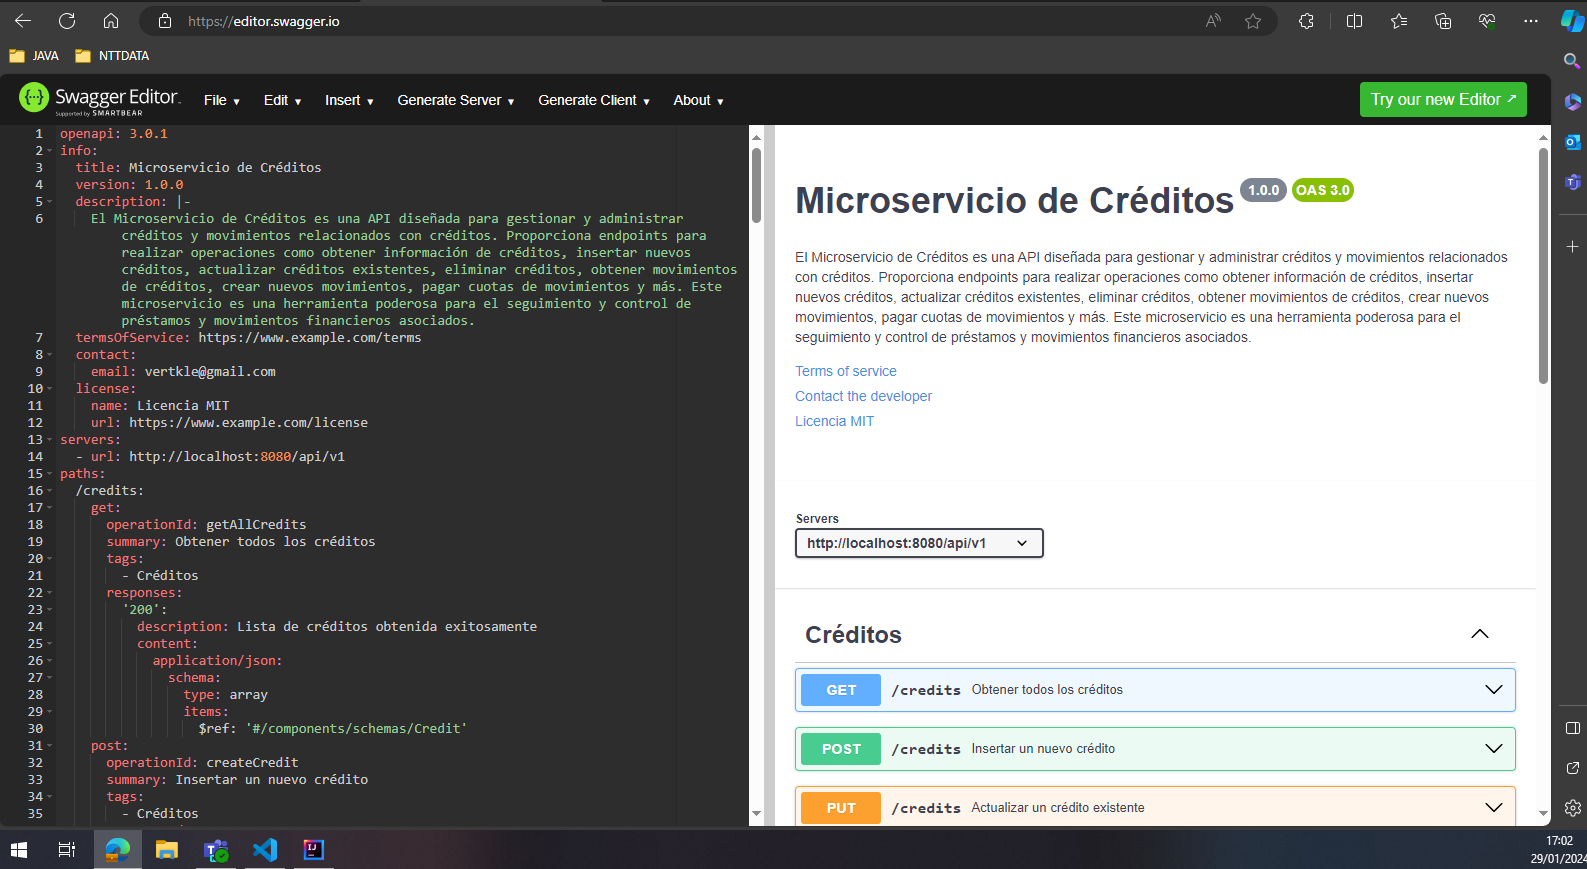 https://editor.swagger.io
JAVA NTTDATA
Swagger Editor.
Supported by SMARTBEAR
File Edit Insert Generate Server Generate Client About
Try our new Editor
1 openapi: 3.0.1
2 info:
3 title: Microservicio de Créditos
4 version: 1.0.0
5 description: |-
6 El Microservicio de Créditos es una API diseñada para gestionar y administrar
créditos y movimientos relacionados con créditos. Proporciona endpoints para
realizar operaciones como obtener información de créditos, insertar nuevos
créditos, actualizar créditos existentes, eliminar créditos, obtener movimientos
de créditos, crear nuevos movimientos, pagar cuotas de movimientos y más. Este
microservicio es una herramienta poderosa para el seguimiento y control de
préstamos y movimientos financieros asociados.
7 termsOfService: https://www.example.com/terms
8 contact:
9 email: vertkle@gmail.com
10 license:
11 name: Licencia MIT
12 url: https://www.example.com/license
13 servers:
14 - url: http://localhost:8080/api/v1
15 paths:
16 /credits:
17 get:
18 operationId: getAllCredits
19 summary: Obtener todos los créditos
20 tags:
21 - Créditos
22 responses:
23 '200':
24 description: Lista de créditos obtenida exitosamente
25 content:
26 application/json:
27 schema:
28 type: array
29 items:
30 $ref: '#/components/schemas/Credit'
31 post:
32 operationId: createCredit
33 summary: Insertar un nuevo crédito
34 tags:
35 - Créditos
Microservicio de Créditos 1.0.0 OAS 3.0
El Microservicio de Créditos es una API diseñada para gestionar y administrar créditos y movimientos relacionados
con créditos. Proporciona endpoints para realizar operaciones como obtener información de créditos, insertar
nuevos créditos, actualizar créditos existentes, eliminar créditos, obtener movimientos de créditos, crear nuevos
movimientos, pagar cuotas de movimientos y más. Este microservicio es una herramienta poderosa para el
seguimiento y control de préstamos y movimientos financieros asociados.
Terms of service
Contact the developer
Licencia MIT
Servers
http://localhost:8080/api/v1
Créditos
GET /credits Obtener todos los créditos
POST /credits Insertar un nuevo crédito
PUT /credits Actualizar un crédito existente
17:02
29/01/2024